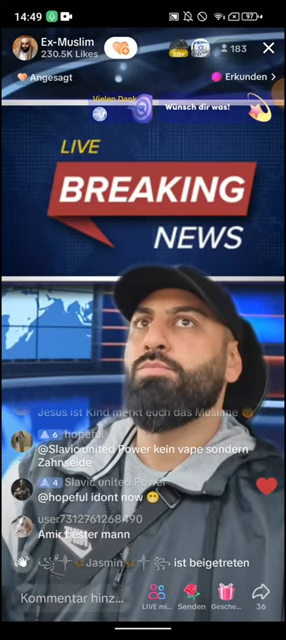 14:49
97
Ex-Muslim
230.5K Likes
183
Angesagt
Erkunden >
Vielen Dank
Wünsch dir was!
LIVE
BREAKING
NEWS
Jesus ist Kind merkt euch das Muslime
6 hopeful
@Slavic united Power kein vape sondern
Zahnseide
4 Slavic united Power
@hopeful idont now
user7312761268490
Amir bester mann
Jasmin ist beigetreten
Kommentar hinz...
LIVE mi...
Senden
Gesche...
36